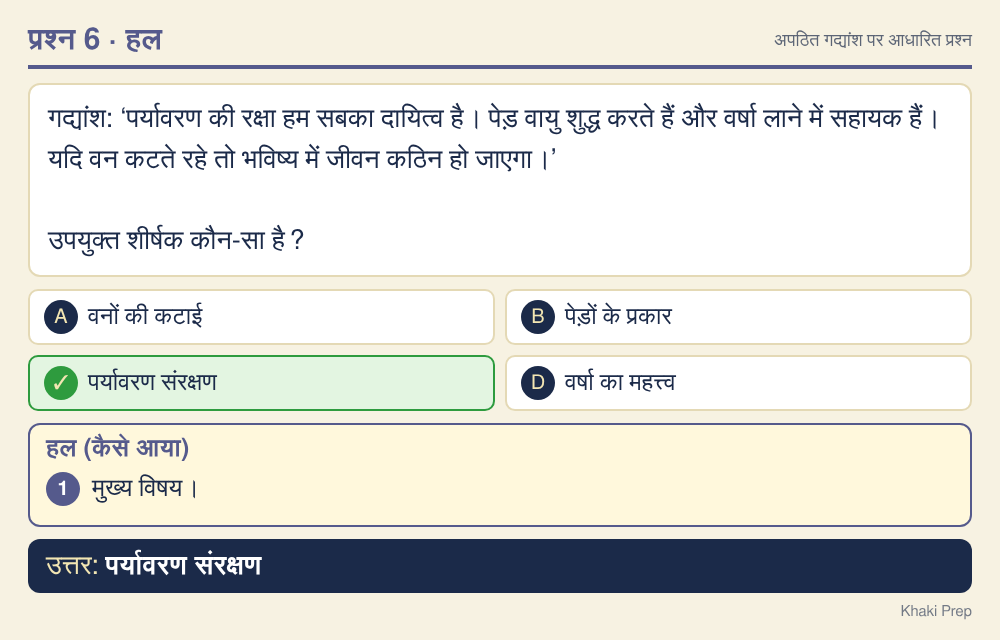 प्रश्न 6 · हल
अपठित गद्यांश पर आधारित प्रश्न
गद्यांश: ‘पर्यावरण की रक्षा हम सबका दायित्व है। पेड़ वायु शुद्ध करते हैं और वर्षा लाने में सहायक हैं।
यदि वन कटते रहे तो भविष्य में जीवन कठिन हो जाएगा।’
उपयुक्त शीर्षक कौन-सा है?
A वनों की कटाई
B पेड़ों के प्रकार
✓ पर्यावरण संरक्षण
D वर्षा का महत्त्व
हल (कैसे आया)
1 मुख्य विषय।
उत्तर: पर्यावरण संरक्षण
Khaki Prep